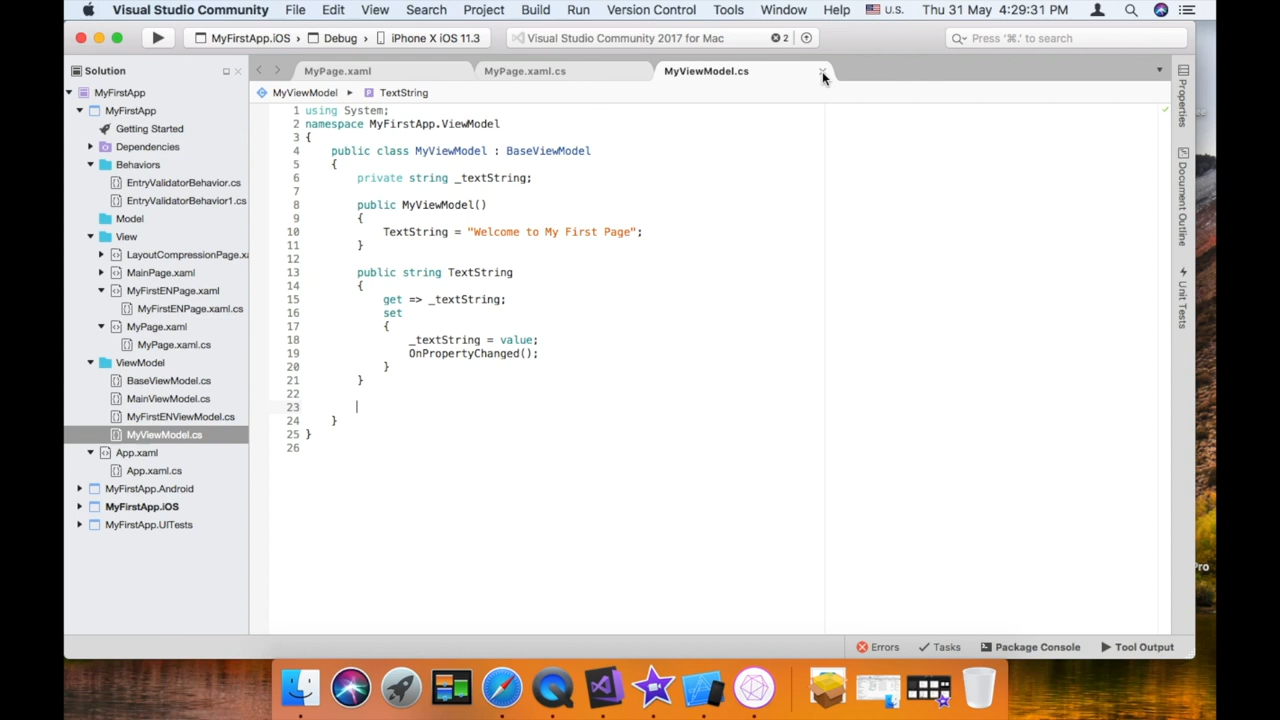 Visual Studio Community File Edit View Search Project Build Run Version Control Tools Window Help U.S. Thu 31 May 4:29:31 PM
MyFirstApp.iOS Debug iPhone X iOS 11.3 Visual Studio Community 2017 for Mac 2 Press '⌘.' to search
Solution
MyPage.xaml MyPage.xaml.cs MyViewModel.cs
MyViewModel TextString
MyFirstApp
MyFirstApp
Getting Started
Dependencies
Behaviors
EntryValidatorBehavior.cs
EntryValidatorBehavior1.cs
Model
View
LayoutCompressionPage.xa
MainPage.xaml
MyFirstENPage.xaml
MyFirstENPage.xaml.cs
MyPage.xaml
MyPage.xaml.cs
ViewModel
BaseViewModel.cs
MainViewModel.cs
MyFirstENViewModel.cs
MyViewModel.cs
App.xaml
App.xaml.cs
MyFirstApp.Android
MyFirstApp.iOS
MyFirstApp.UITests
1 using System;
2 namespace MyFirstApp.ViewModel
3 {
4 public class MyViewModel : BaseViewModel
5 {
6 private string _textString;
7
8 public MyViewModel()
9 {
10 TextString = "Welcome to My First Page";
11 }
12
13 public string TextString
14 {
15 get => _textString;
16 set
17 {
18 _textString = value;
19 OnPropertyChanged();
20 }
21 }
22
23
24 }
25 }
26
Properties
Document Outline
Unit Tests
Pro
Errors Tasks Package Console Tool Output